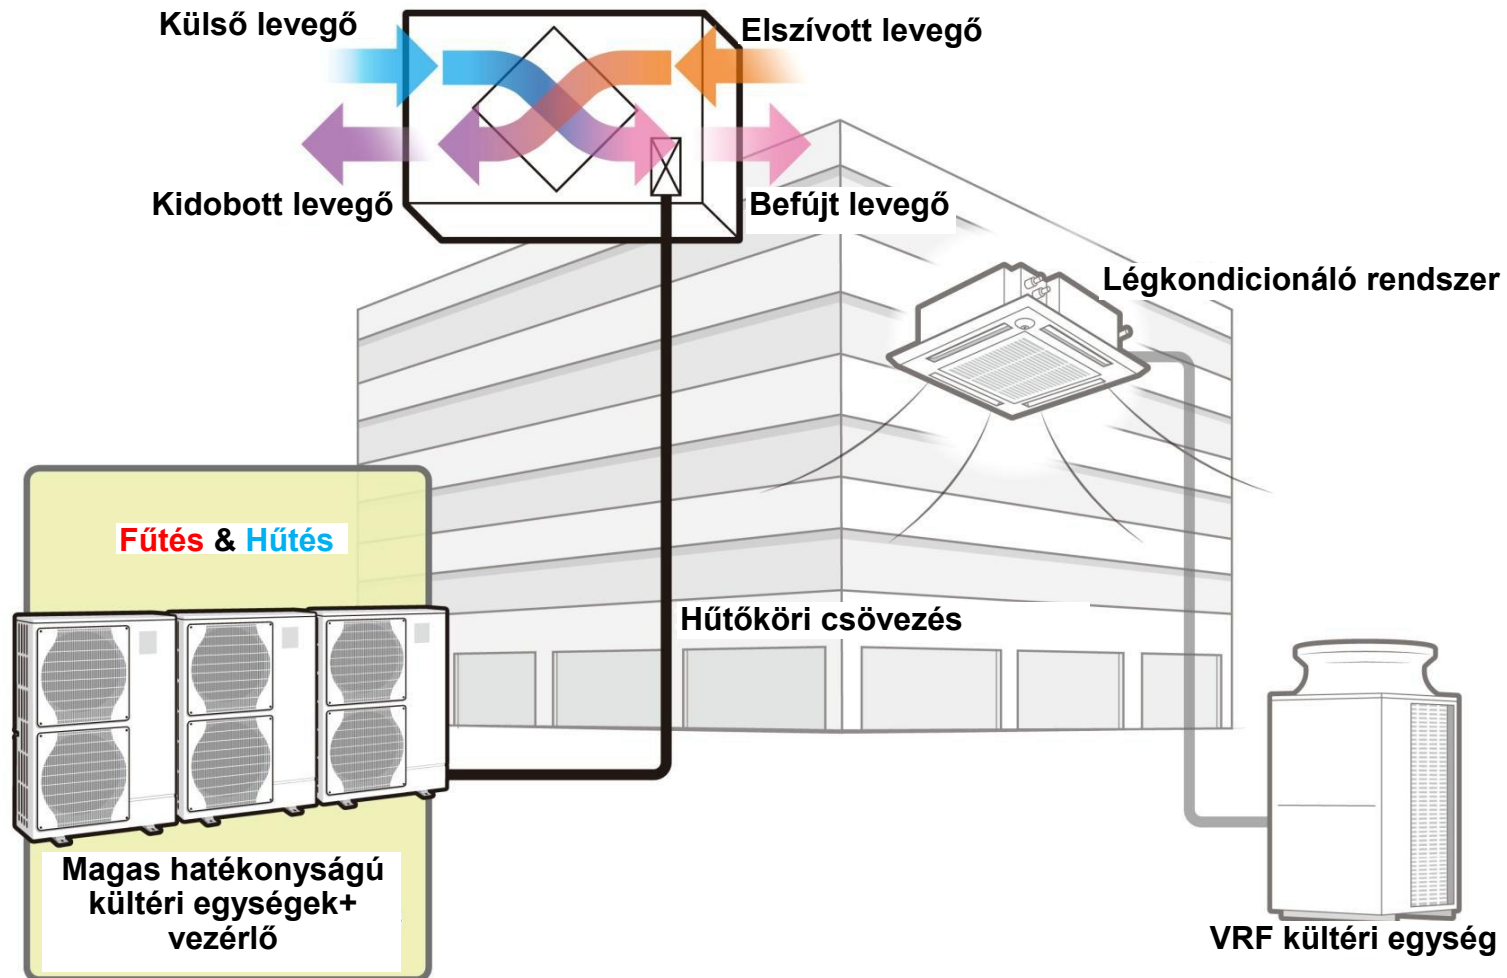 Külső levegő
Elszívott levegő
Kidobott levegő
Befújt levegő
Légkondicionáló rendszer
Fűtés & Hűtés
Hűtőköri csövezés
Magas hatékonyságú
kültéri egységek+
vezérlő
VRF kültéri egység